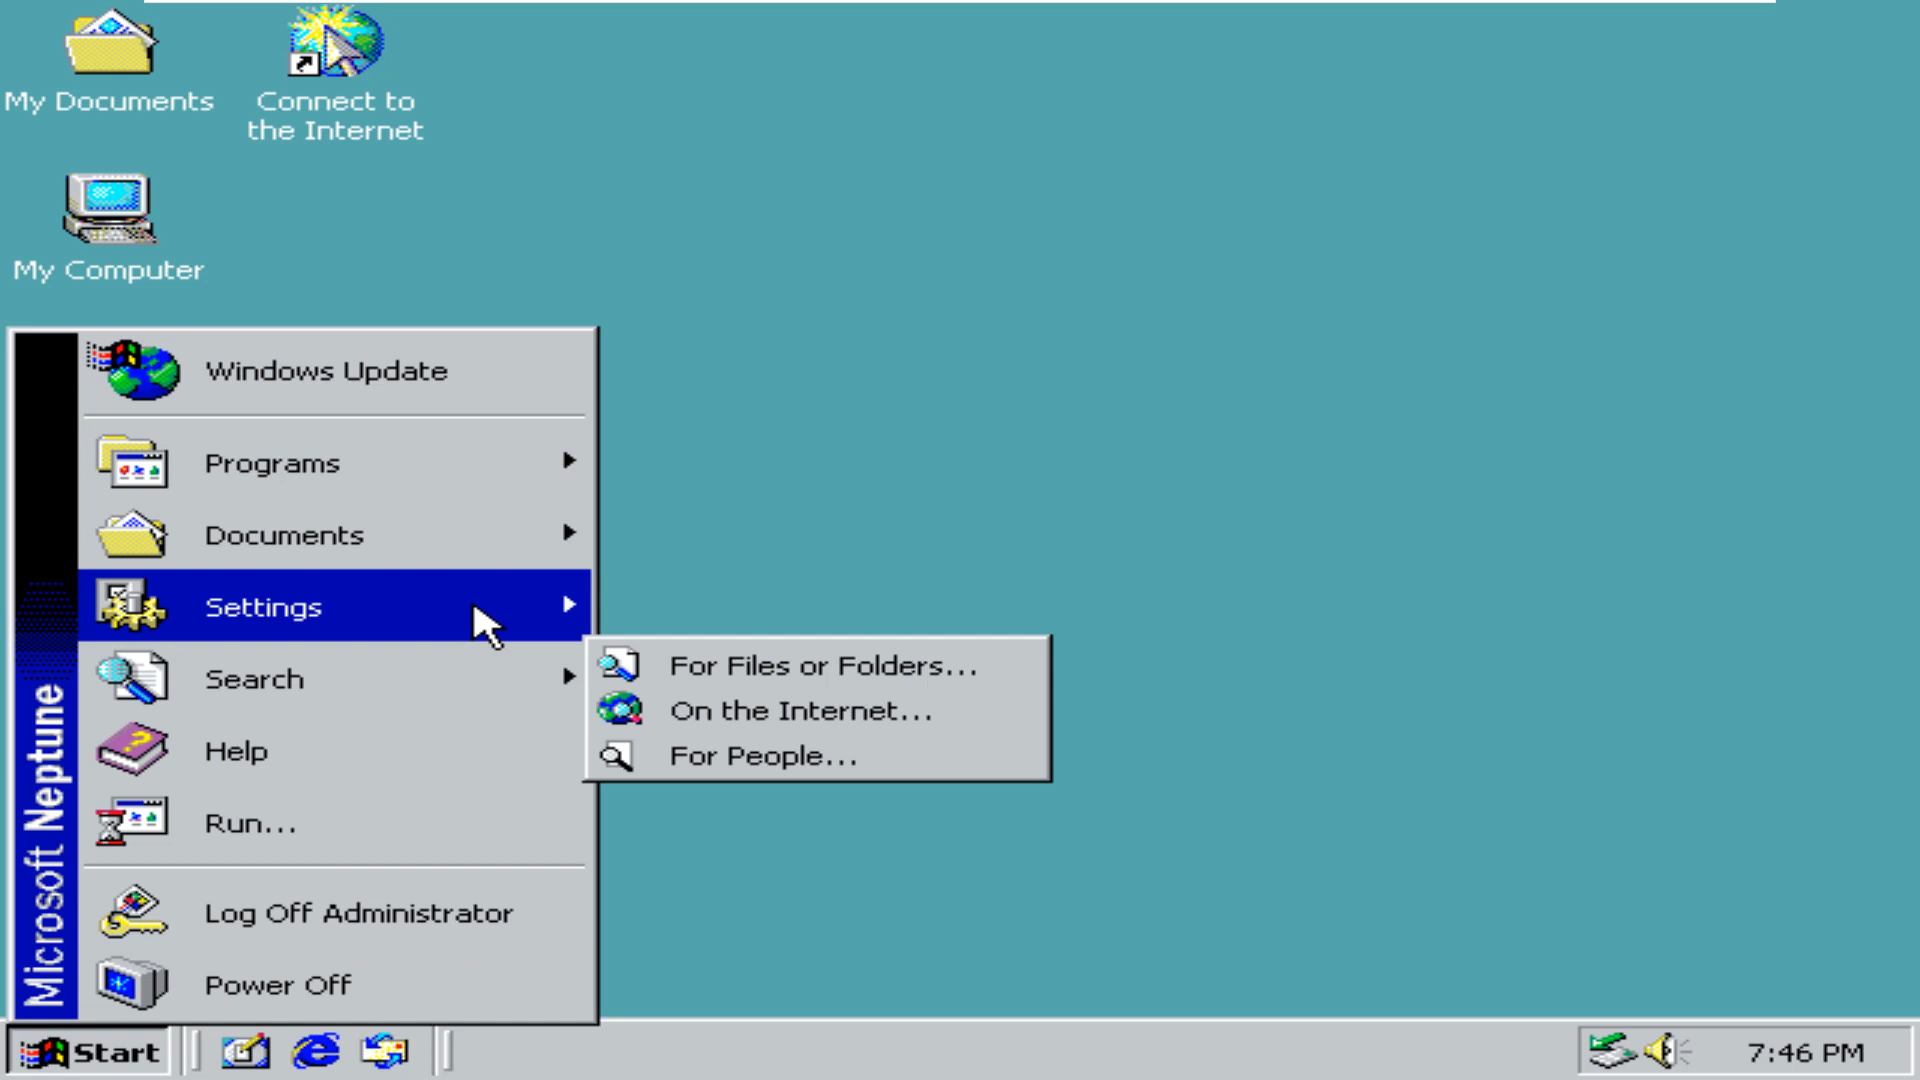 My Documents
Connect to
the Internet
My Computer
Windows Update
Programs
Documents
Settings
Search
Help
Run...
Log Off Administrator
Power Off
Microsoft Neptune
For Files or Folders...
On the Internet...
For People...
Start
7:46 PM